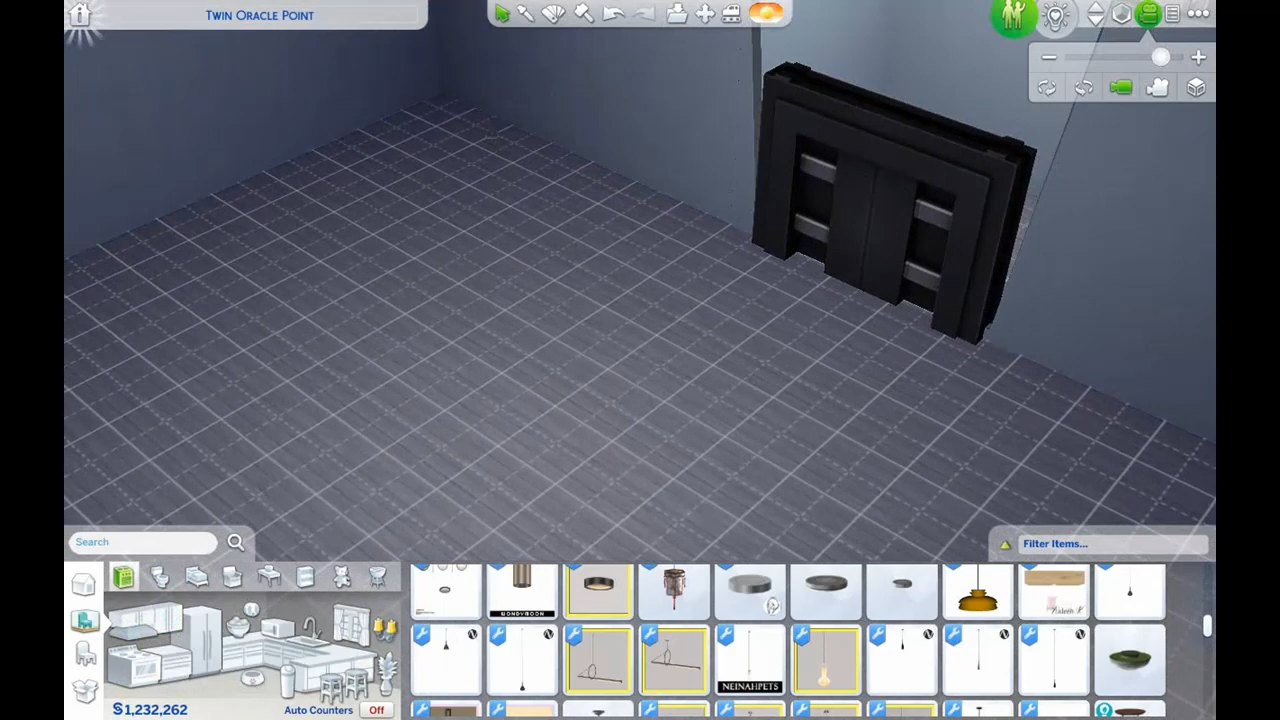 TWIN ORACLE POINT
Search
Filter Items...
NEINAHPETS
$1,232,262
Auto Counters
Off